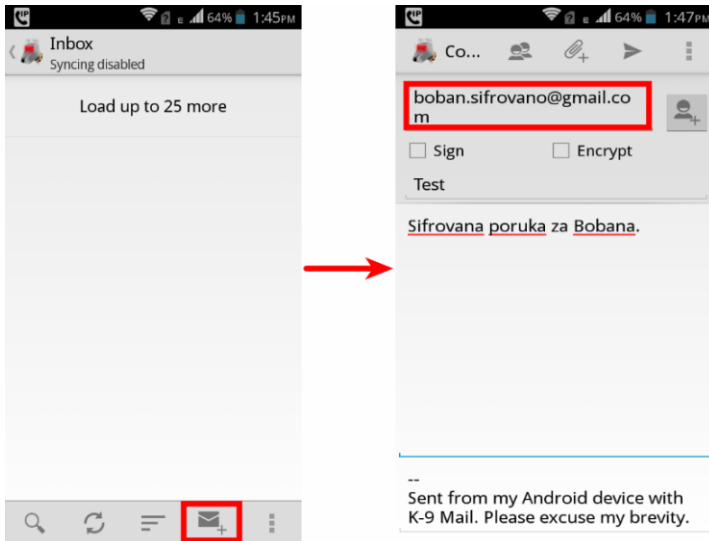 64% 1:45PM
Inbox
Syncing disabled
Load up to 25 more
64% 1:47PM
Co...
boban.sifrovano@gmail.co
m
Sign Encrypt
Test
Sifrovana poruka za Bobana.
--
Sent from my Android device with
K-9 Mail. Please excuse my brevity.